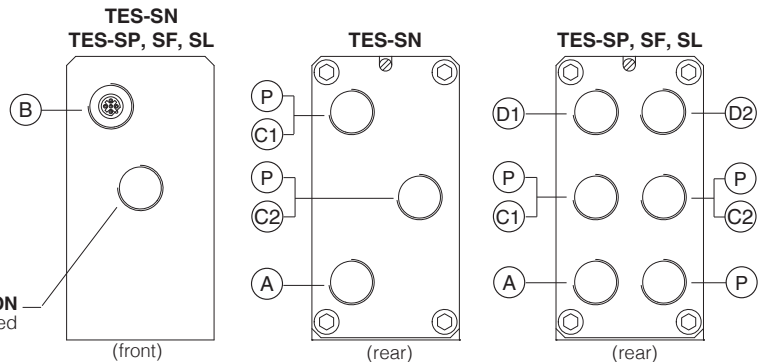 TES-SN
TES-SP, SF, SL
TES-SN
TES-SP, SF, SL
B
P
C1
P
C2
A
D1
D2
P
C1
P
C2
A
P
(front)
(rear)
(rear)